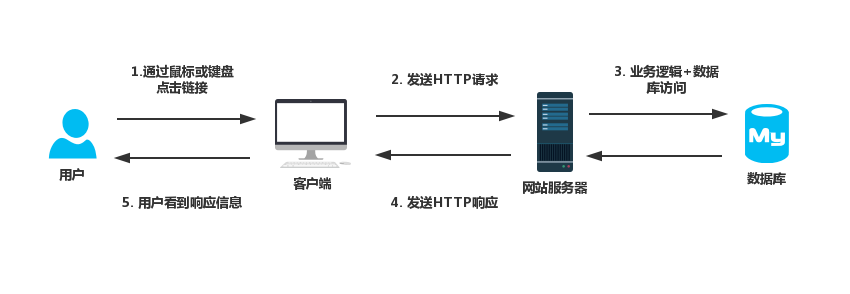 1.通过鼠标或键盘
点击链接
2. 发送HTTP请求
3. 业务逻辑+数据
库访问
My
用户
客户端
网站服务器
数据库
5. 用户看到响应信息
4. 发送HTTP响应